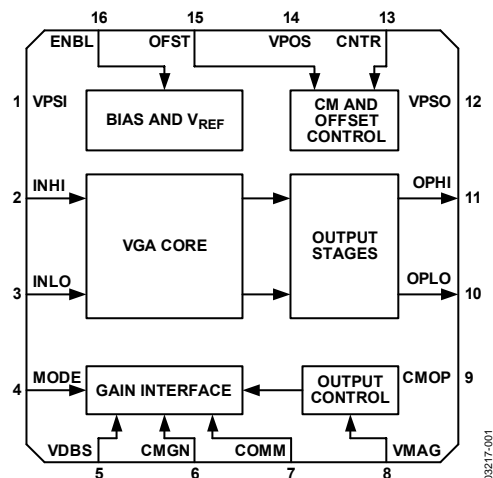 16 15 14 13
ENBL OFST VPOS CNTR
1 VPSI
BIAS AND VREF
CM AND
OFFSET
CONTROL
VPSO 12
2 INHI
OPHI 11
VGA CORE
OUTPUT
STAGES
3 INLO
OPLO 10
4 MODE
GAIN INTERFACE
OUTPUT
CONTROL
CMOP 9
VDBS CMGN COMM VMAG
5 6 7 8
03217-001